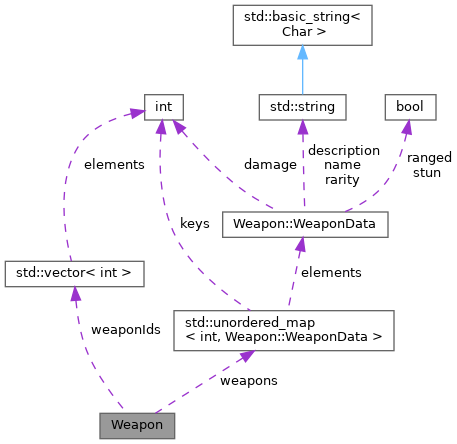 std::basic_string<
Char >
int
std::string
bool
elements
damage
description
name
rarity
ranged
stun
keys
Weapon::WeaponData
std::vector< int >
elements
std::unordered_map
< int, Weapon::WeaponData >
weaponIds
weapons
Weapon